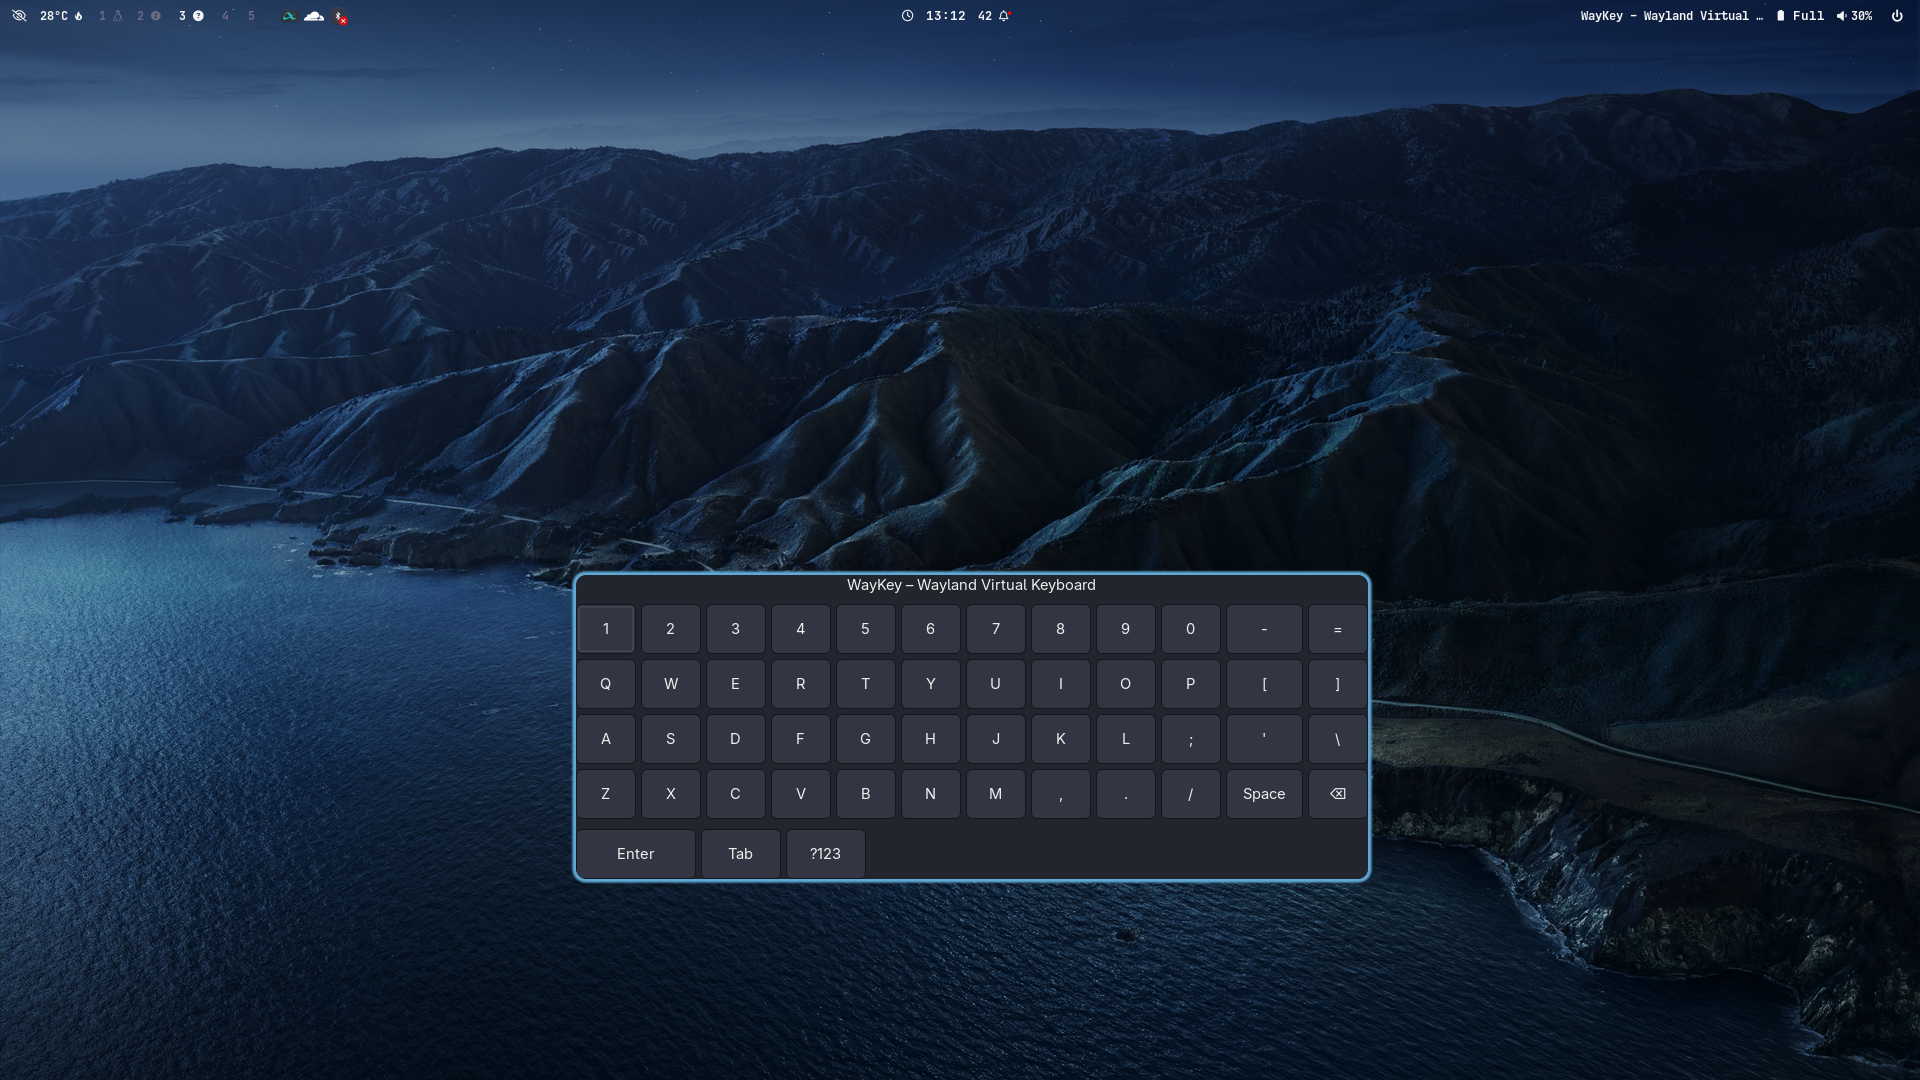 28°C 1 2 3 4 5 13:12 42 WayKey – Wayland Virtual … Full 30%
WayKey – Wayland Virtual Keyboard
1 2 3 4 5 6 7 8 9 0 - =
Q W E R T Y U I O P [ ]
A S D F G H J K L ; ' \
Z X C V B N M , . / Space
Enter Tab ?123